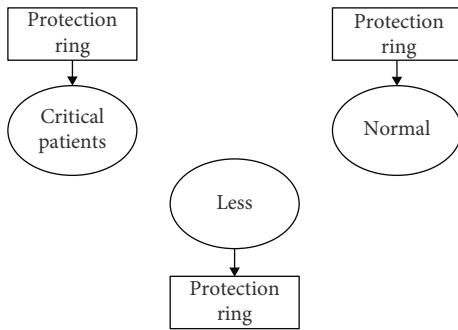 Protection
ring
Protection
ring
Critical
patients
Normal
Less
Protection
ring